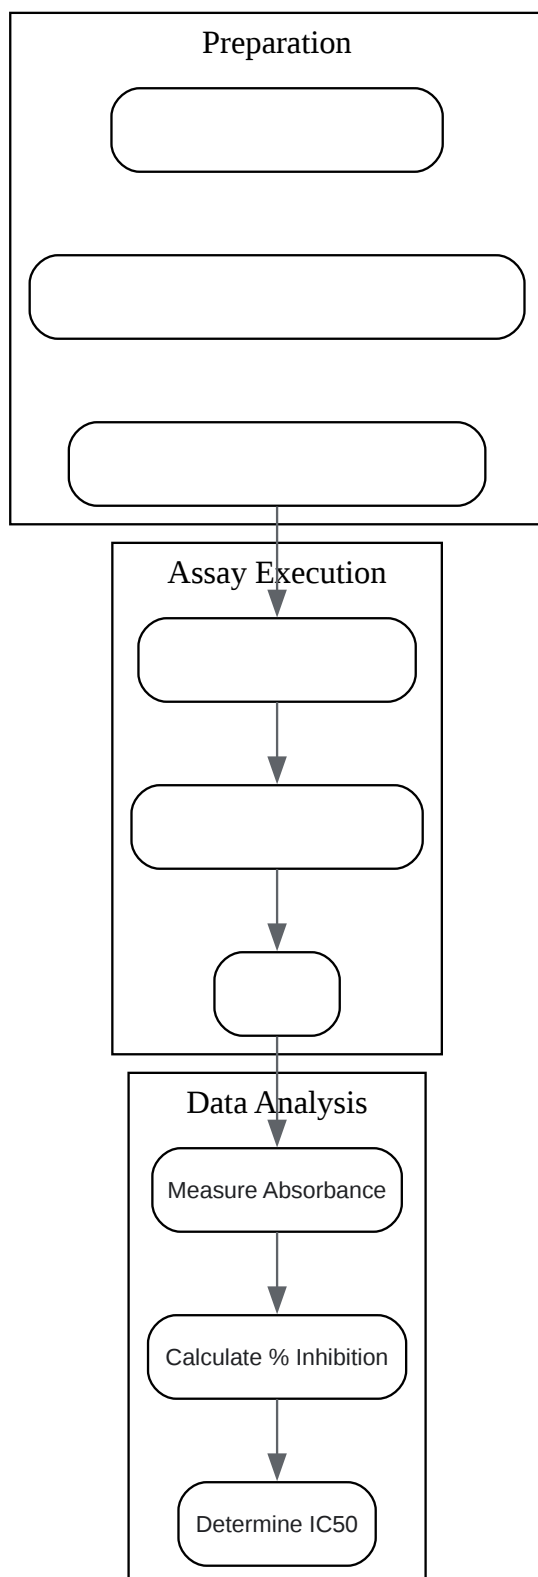 Preparation
Assay Execution
Data Analysis
Measure Absorbance
Calculate % Inhibition
Determine IC50